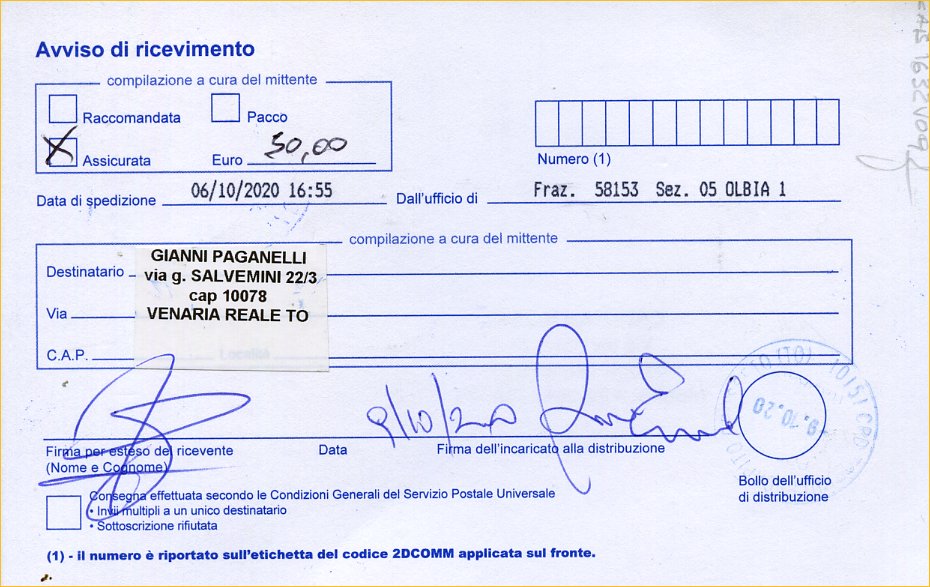 Avviso di ricevimento
compilazione a cura del mittente
Raccomandata Pacco
X Assicurata Euro 50,00
Numero (1)
Data di spedizione 06/10/2020 16:55 Dall'ufficio di Fraz. 58153 Sez. 05 OLBIA 1
compilazione a cura del mittente
GIANNI PAGANELLI
Destinatario via g. SALVEMINI 22/3
cap 10078
Via VENARIA REALE TO
C.A.P. Località
9/10/20
9.10.20
Firma per esteso del ricevente Data Firma dell'incaricato alla distribuzione
(Nome e Cognome)
Bollo dell'ufficio
di distribuzione
Consegna effettuata secondo le Condizioni Generali del Servizio Postale Universale
• Invii multipli a un unico destinatario
• Sottoscrizione rifiutata
(1) - il numero è riportato sull'etichetta del codice 2DCOMM applicata sul fronte.